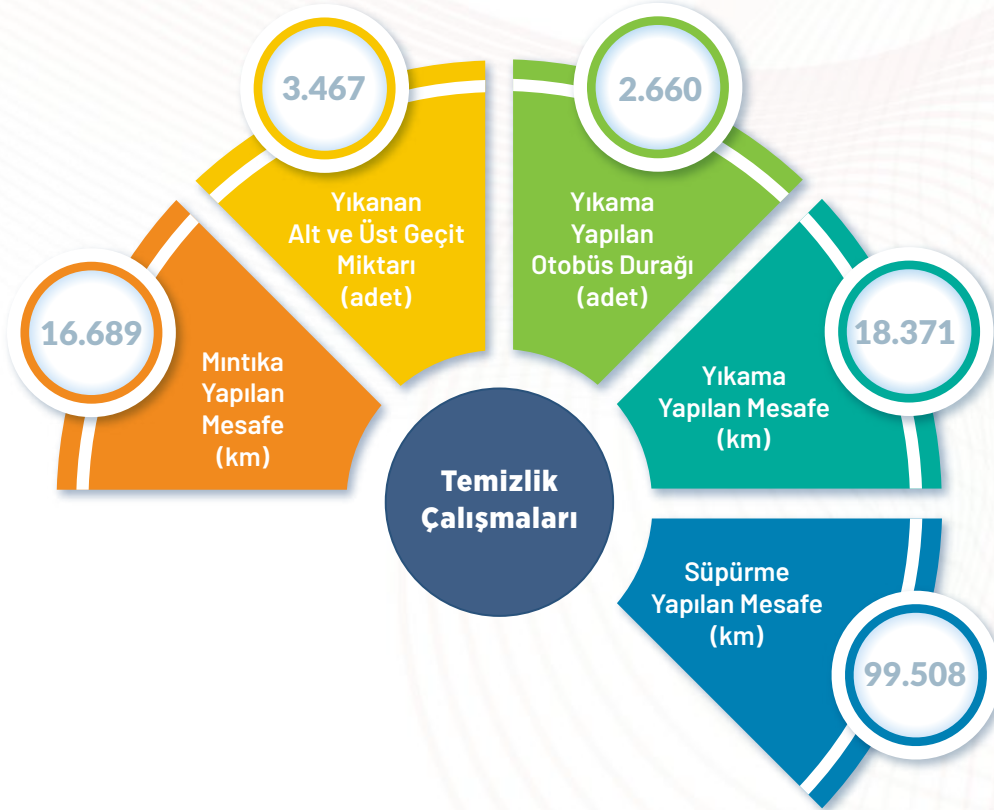 3.467
Yıkanan
Alt ve Üst Geçit
Miktarı
(adet)
2.660
Yıkama
Yapılan
Otobüs Durağı
(adet)
16.689
Mıntıka
Yapılan
Mesafe
(km)
18.371
Yıkama
Yapılan Mesafe
(km)
Temizlik
Çalışmaları
Süpürme
Yapılan Mesafe
(km)
99.508